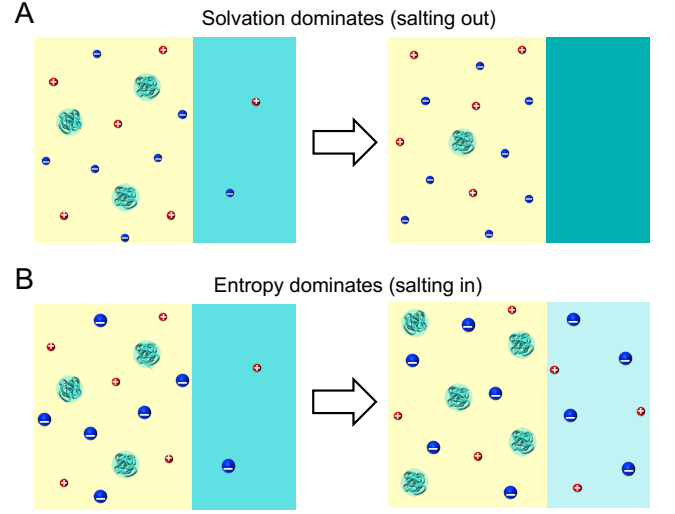 A
Solvation dominates (salting out)
B
Entropy dominates (salting in)